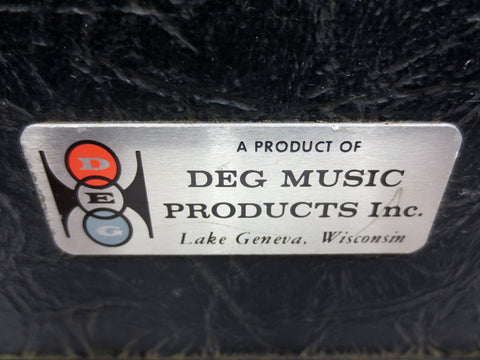 D
E
G
A PRODUCT OF
DEG MUSIC
PRODUCTS Inc.
Lake Geneva, Wisconsin